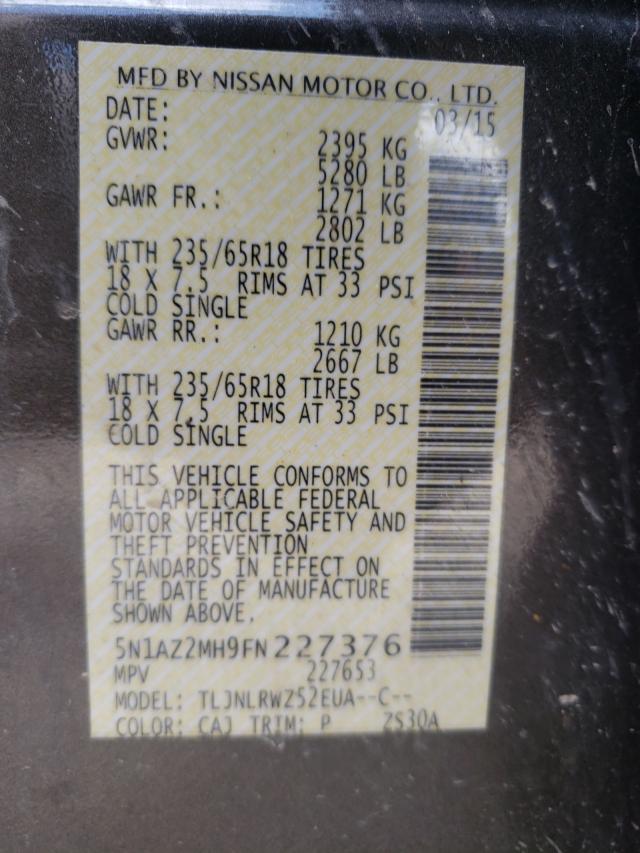 MFD BY NISSAN MOTOR CO., LTD.
DATE: 03/15
GVWR: 2395 KG
5280 LB
GAWR FR.: 1271 KG
2802 LB
WITH 235/65R18 TIRES
18 X 7.5 RIMS AT 33 PSI
COLD SINGLE
GAWR RR.: 1210 KG
2667 LB
WITH 235/65R18 TIRES
18 X 7.5 RIMS AT 33 PSI
COLD SINGLE
THIS VEHICLE CONFORMS TO
ALL APPLICABLE FEDERAL
MOTOR VEHICLE SAFETY AND
THEFT PREVENTION
STANDARDS IN EFFECT ON
THE DATE OF MANUFACTURE
SHOWN ABOVE.
5N1AZ2MH9FN227376
MPV 227653
MODEL: TLJNLRWZ52EUA--C--
COLOR: CAJ TRIM: P ZS30A